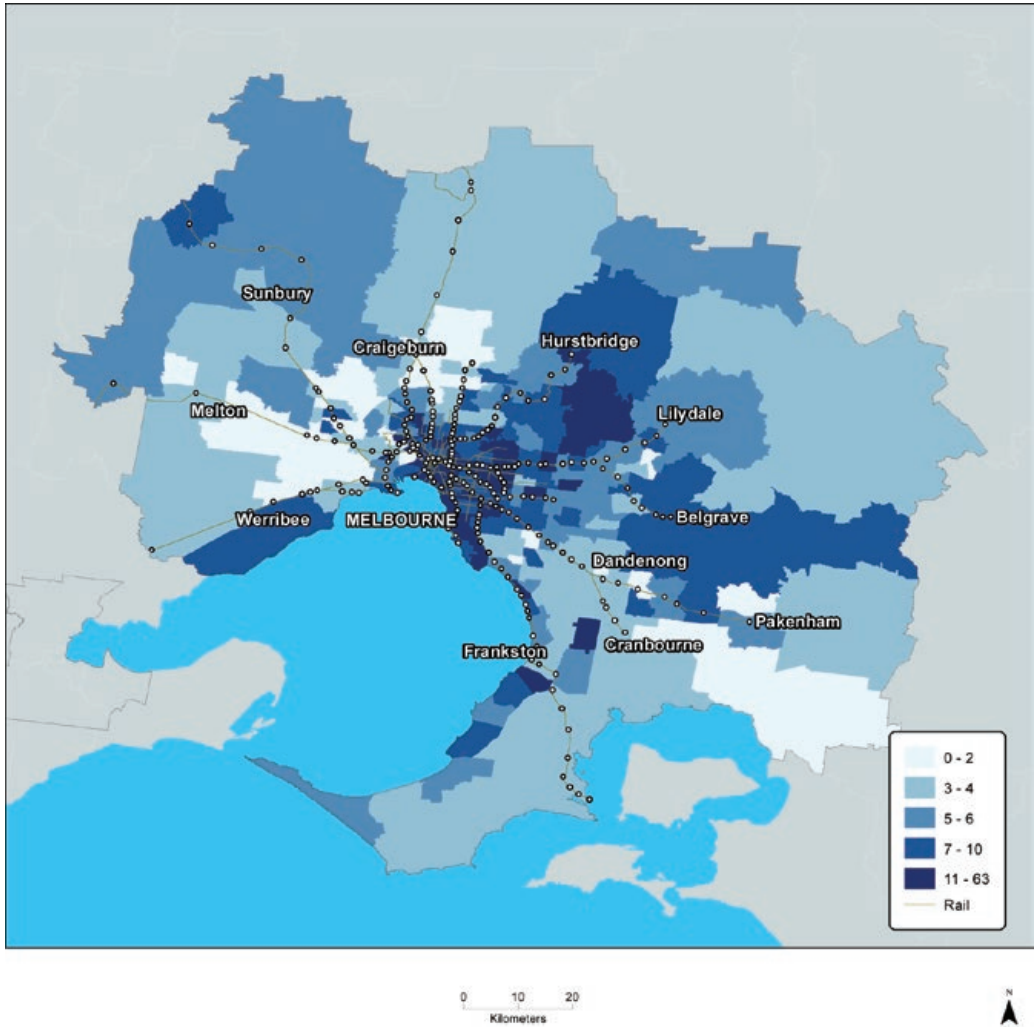 Sunbury
Craigeburn
Hurstbridge
Melton
Lilydale
Werribee
MELBOURNE
Belgrave
Dandenong
Pakenham
Frankston
Cranbourne
0 - 2
3 - 4
5 - 6
7 - 10
11 - 63
Rail
0 10 20
Kilometers
N